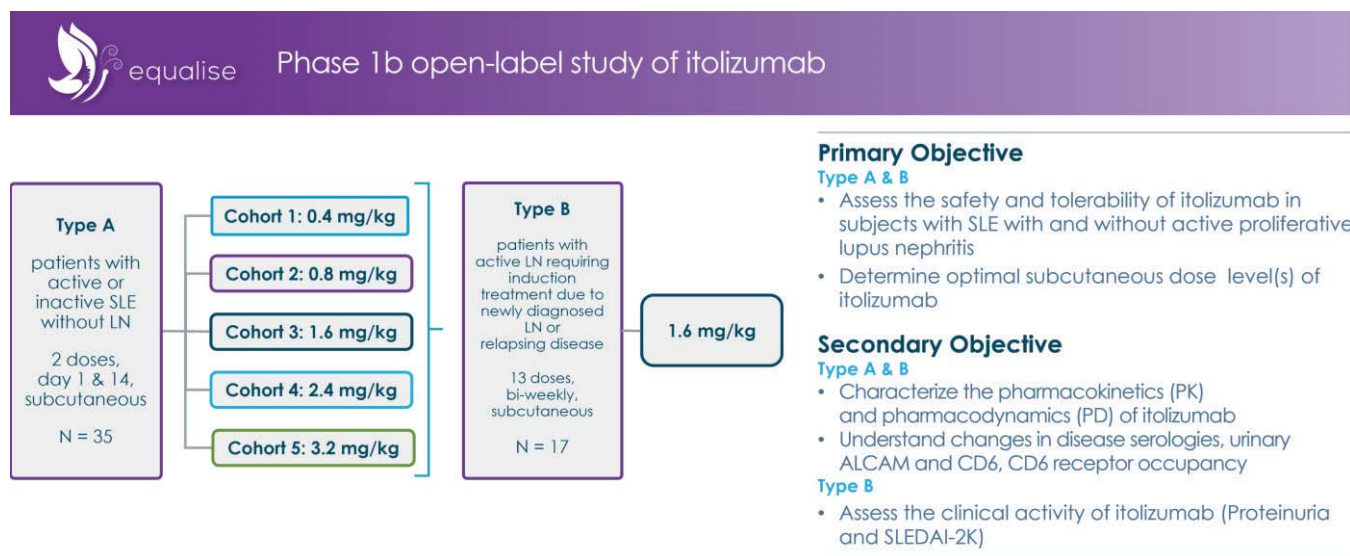 equalise
Phase 1b open-label study of itolizumab
Type A
patients with
active or
inactive SLE
without LN
2 doses,
day 1 & 14,
subcutaneous
N = 35
Cohort 1: 0.4 mg/kg
Cohort 2: 0.8 mg/kg
Cohort 3: 1.6 mg/kg
Cohort 4: 2.4 mg/kg
Cohort 5: 3.2 mg/kg
Type B
patients with
active LN requiring
induction
treatment due to
newly diagnosed
LN or
relapsing disease
13 doses,
bi-weekly,
subcutaneous
N = 17
1.6 mg/kg
Primary Objective
Type A & B
• Assess the safety and tolerability of itolizumab in
subjects with SLE with and without active proliferative
lupus nephritis
• Determine optimal subcutaneous dose level(s) of
itolizumab
Secondary Objective
Type A & B
• Characterize the pharmacokinetics (PK)
and pharmacodynamics (PD) of itolizumab
• Understand changes in disease serologies, urinary
ALCAM and CD6, CD6 receptor occupancy
Type B
• Assess the clinical activity of itolizumab (Proteinuria
and SLEDAI-2K)